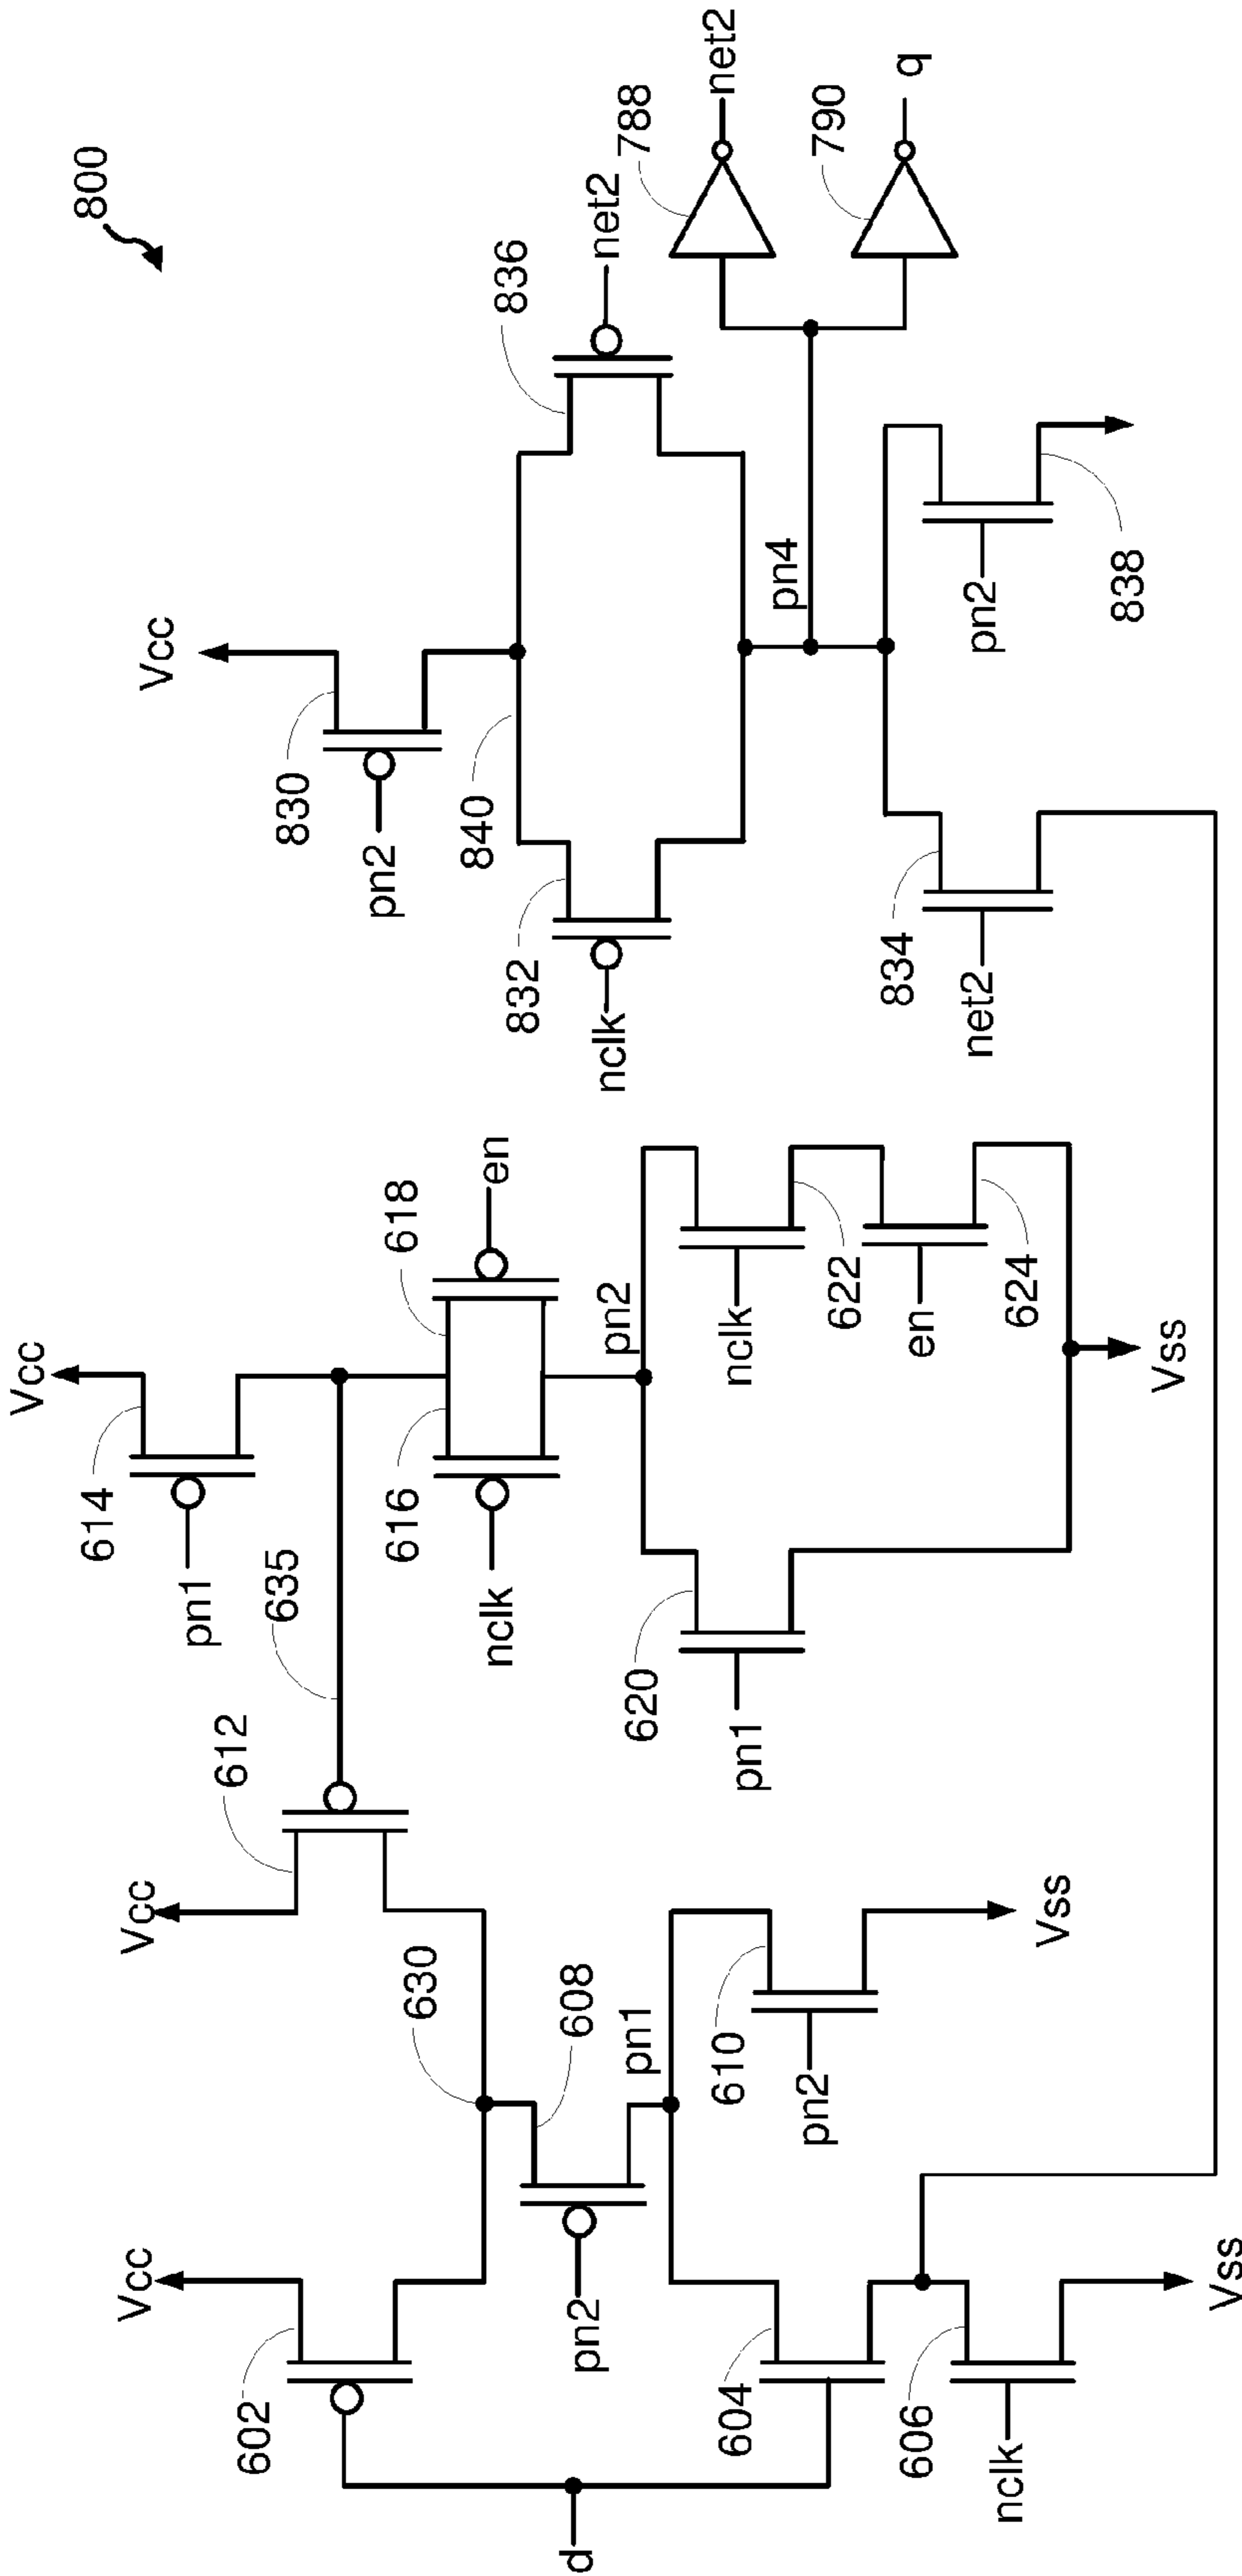 800
Vcc
602
d
Vcc
612
630
pn2
608
pn1
604
606
nclk
Vss
610
pn2
Vss
635
Vcc
614
pn1
616
nclk
618
en
pn2
620
pn1
nclk
622
en
624
Vss
Vcc
830
pn2
840
832
nclk
836
net2
pn4
834
net2
pn2
838
788
net2
790
q